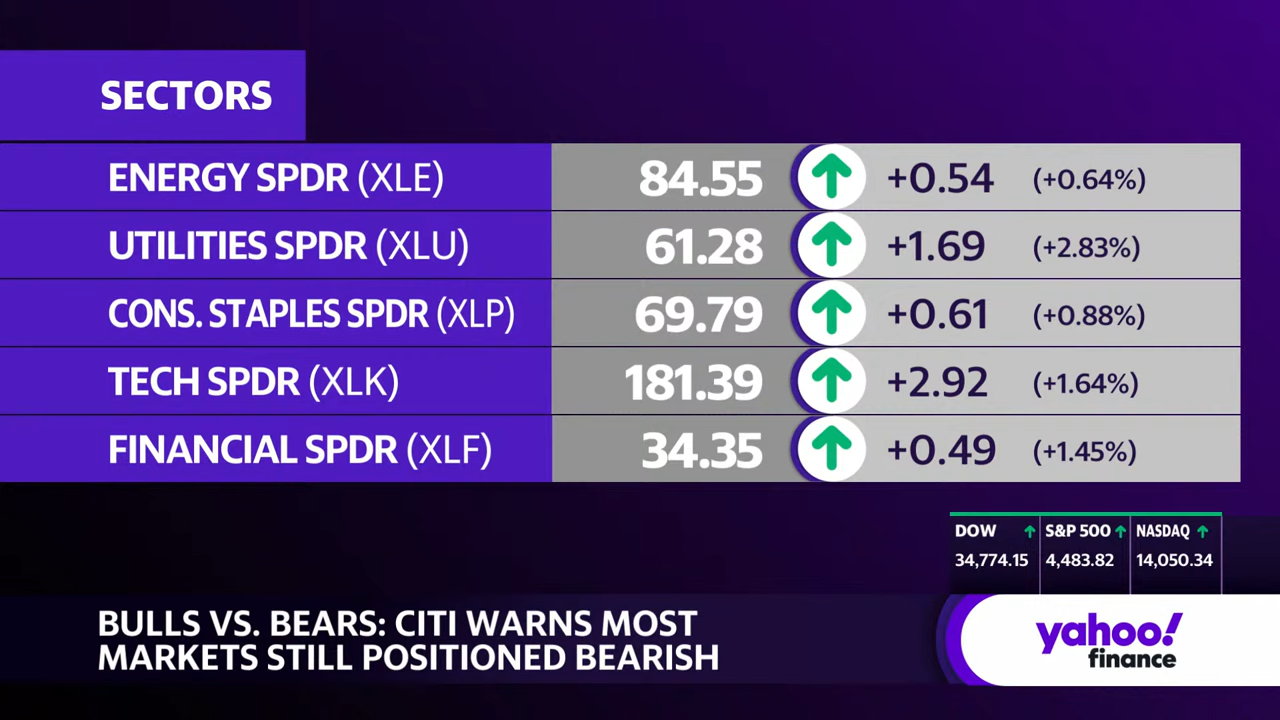 SECTORS
ENERGY SPDR (XLE) 84.55 +0.54 (+0.64%)
UTILITIES SPDR (XLU) 61.28 +1.69 (+2.83%)
CONS. STAPLES SPDR (XLP) 69.79 +0.61 (+0.88%)
TECH SPDR (XLK) 181.39 +2.92 (+1.64%)
FINANCIAL SPDR (XLF) 34.35 +0.49 (+1.45%)
DOW S&P 500 NASDAQ
34,774.15 4,483.82 14,050.34
BULLS VS. BEARS: CITI WARNS MOST
MARKETS STILL POSITIONED BEARISH
yahoo!
finance